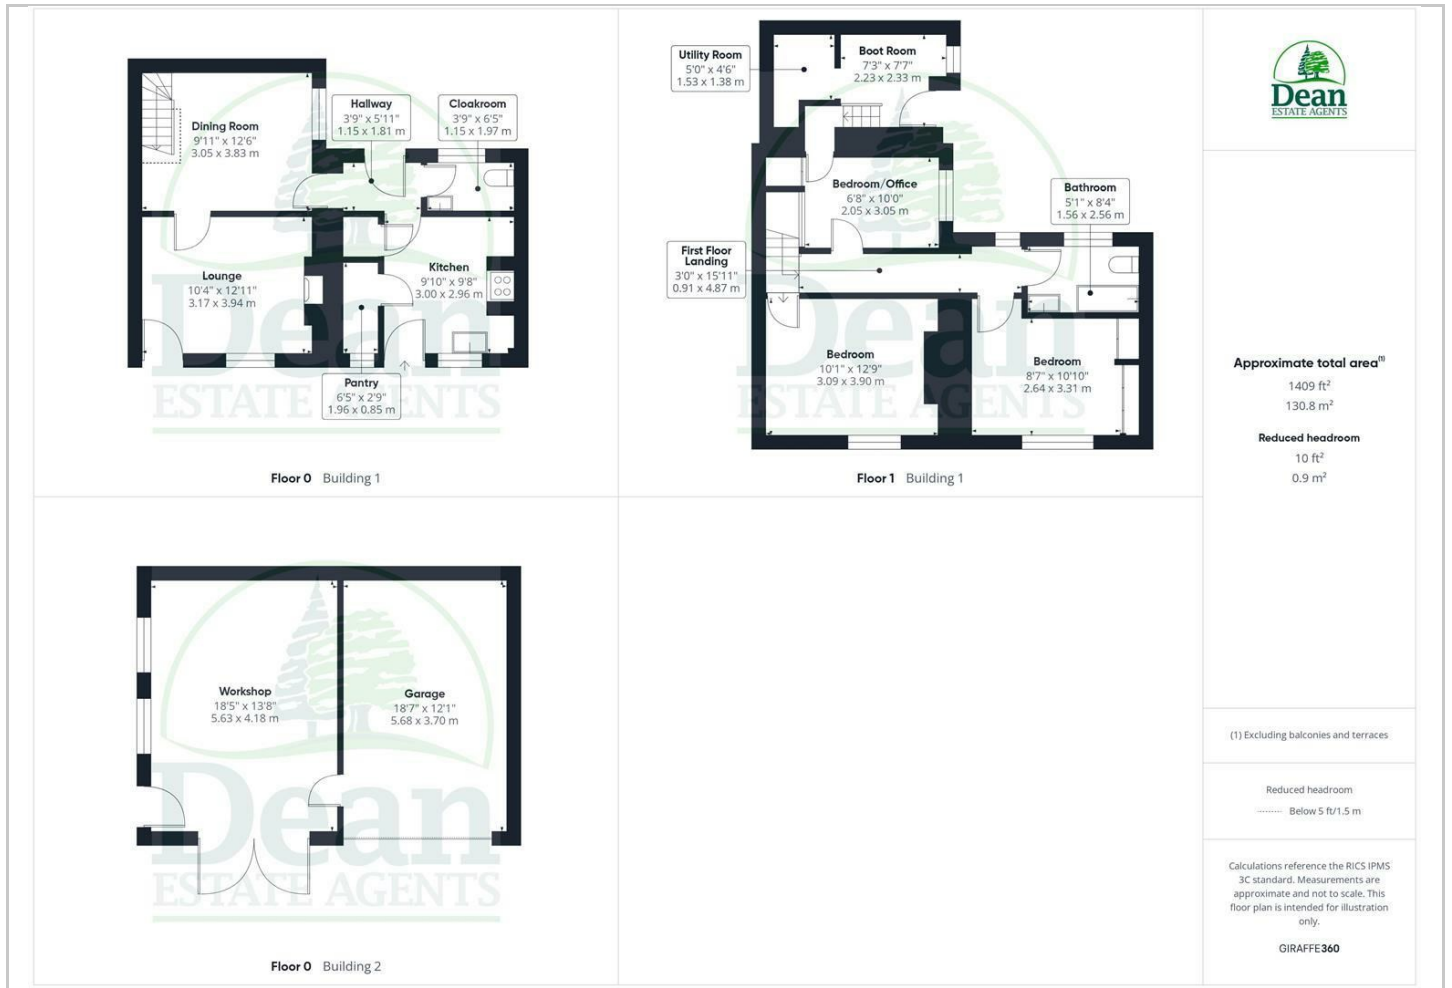 Dining Room
9'11" x 12'6"
3.05 x 3.83 m
Hallway
3'9" x 5'11"
1.15 x 1.81 m
Cloakroom
3'9" x 6'5"
1.15 x 1.97 m
Lounge
10'4" x 12'11"
3.17 x 3.94 m
Kitchen
9'10" x 9'8"
3.00 x 2.96 m
Pantry
6'5" x 2'9"
1.96 x 0.85 m
Dean
ESTATE AGENTS
Floor 0 Building 1
Utility Room
5'0" x 4'6"
1.53 x 1.38 m
Boot Room
7'3" x 7'7"
2.23 x 2.33 m
Bedroom/Office
6'8" x 10'0"
2.05 x 3.05 m
Bathroom
5'1" x 8'4"
1.56 x 2.56 m
First Floor
Landing
3'0" x 15'11"
0.91 x 4.87 m
Bedroom
10'1" x 12'9"
3.09 x 3.90 m
Bedroom
8'7" x 10'10"
2.64 x 3.31 m
Dean
ESTATE AGENTS
Floor 1 Building 1
Workshop
18'5" x 13'8"
5.63 x 4.18 m
Garage
18'7" x 12'1"
5.68 x 3.70 m
Dean
ESTATE AGENTS
Floor 0 Building 2
Dean
ESTATE AGENTS
Approximate total area(1)
1409 ft²
130.8 m²
Reduced headroom
10 ft²
0.9 m²
(1) Excluding balconies and terraces
Reduced headroom
Below 5 ft/1.5 m
Calculations reference the RICS IPMS
3C standard. Measurements are
approximate and not to scale. This
floor plan is intended for illustration
only.
GIRAFFE360